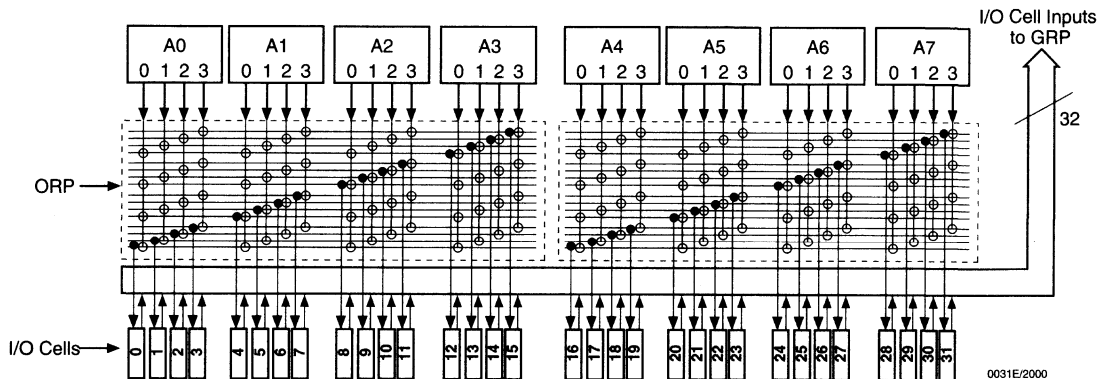 I/O Cell Inputs
to GRP
A0 A1 A2 A3 A4 A5 A6 A7
0 1 2 3 0 1 2 3 0 1 2 3 0 1 2 3 0 1 2 3 0 1 2 3 0 1 2 3 0 1 2 3
32
ORP
I/O Cells
0 1 2 3 4 5 6 7 8 9 10 11 12 13 14 15 16 17 18 19 20 21 22 23 24 25 26 27 28 29 30 31
0031E/2000